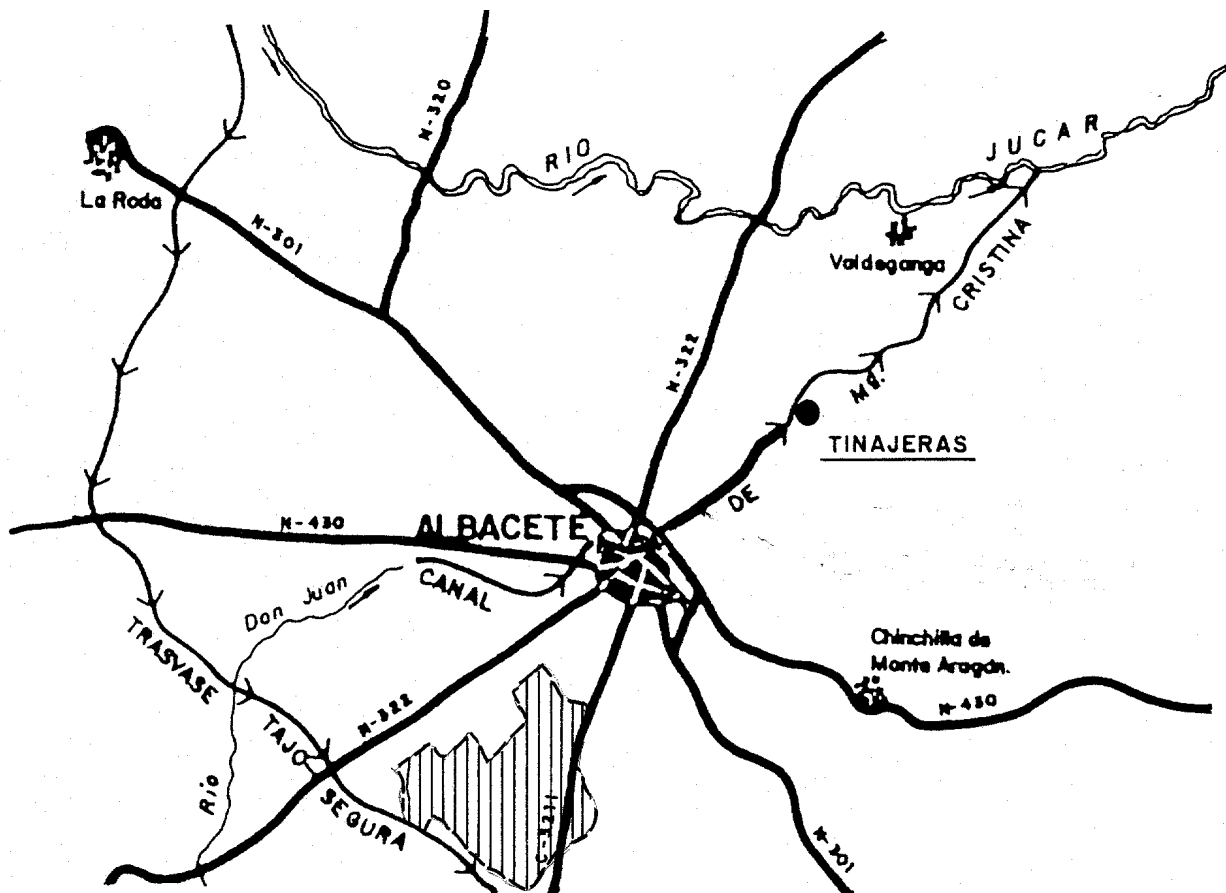 N-320
RIO
JUCAR
La Roda
N-301
Valdeganga
CRISTINA
N-322
Mª
TINAJERAS
DE
N-430
ALBACETE
CANAL
Don Juan
Río
TRASVASE
TAJO
SEGURA
N-322
Chinchilla de
Monte Aragón.
N-430
C-3211
N-301